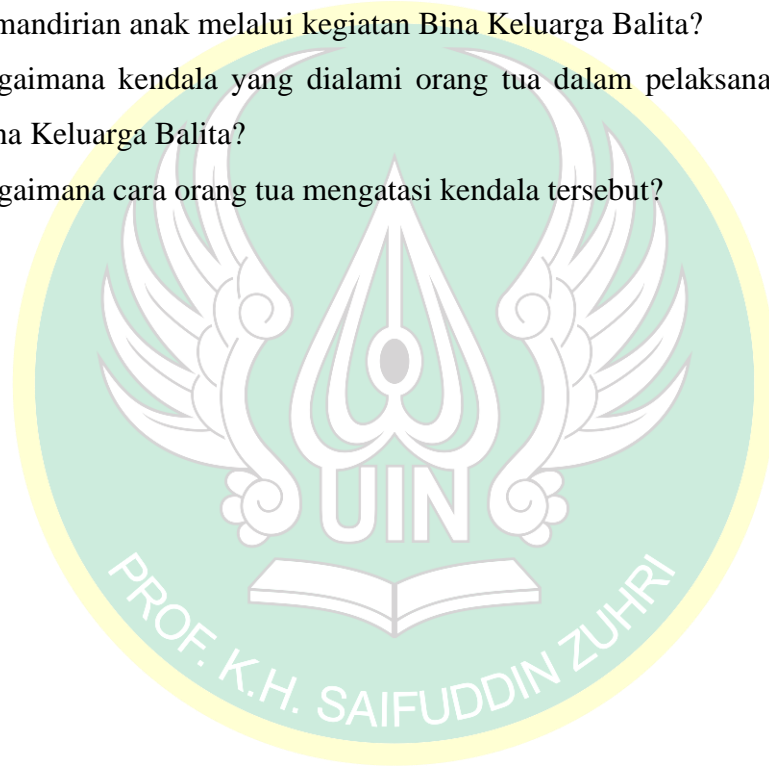 mandirian anak melalui kegiatan Bina Keluarga Balita?
gaimana kendala yang dialami orang tua dalam pelaksana
na Keluarga Balita?
gaimana cara orang tua mengatasi kendala tersebut?
UIN
PROF. K.H. SAIFUDDIN ZUHRI